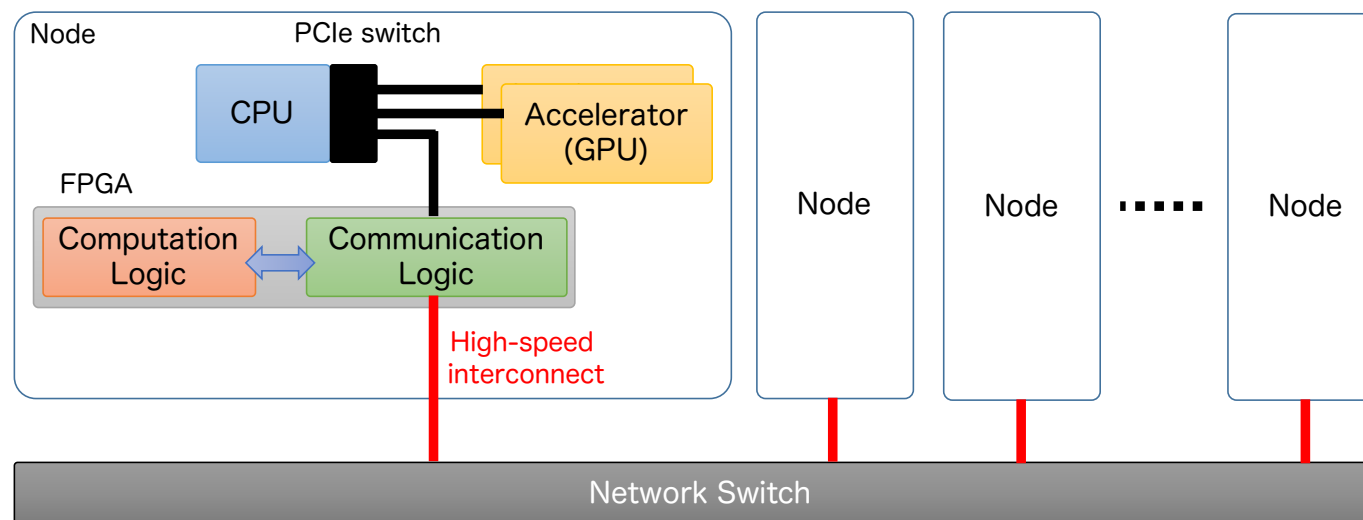 Node
PCIe switch
CPU
Accelerator
(GPU)
FPGA
Computation
Logic
Communication
Logic
High-speed
interconnect
Node
Node
Node
Network Switch